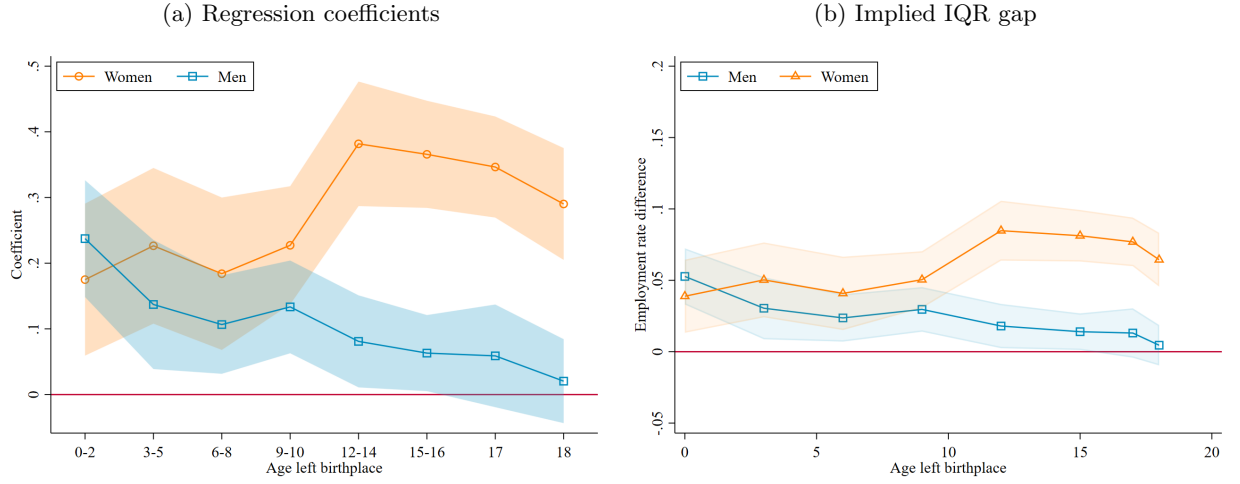 (a) Regression coefficients
Women
Men
Coefficient
.5
.4
.3
.2
.1
0
0-2
3-5
6-8
9-10
12-14
15-16
17
18
Age left birthplace
(b) Implied IQR gap
Men
Women
Employment rate difference
.2
.15
.1
.05
0
-.05
0
5
10
15
20
Age left birthplace